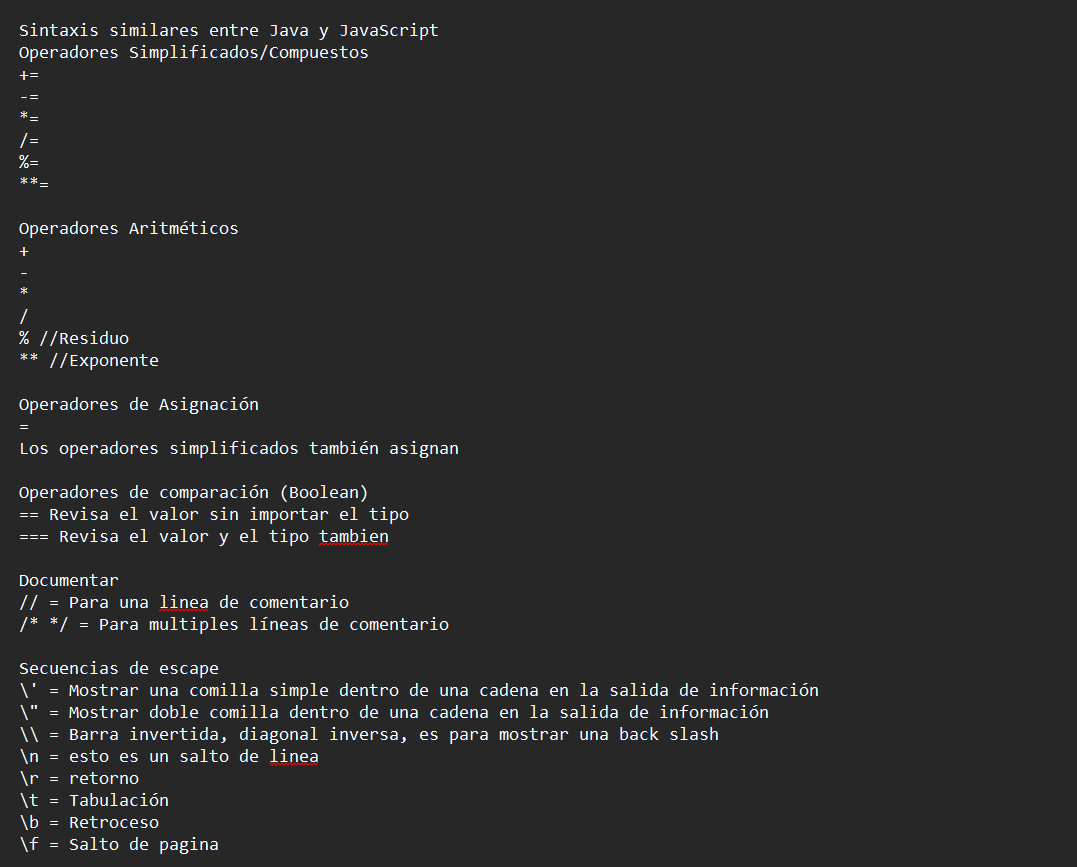 Sintaxis similares entre Java y JavaScript
Operadores Simplificados/Compuestos
+=
-=
*=
/=
%=
**=

Operadores Aritméticos
+
-
*
/
% //Residuo
** //Exponente

Operadores de Asignación
=
Los operadores simplificados también asignan

Operadores de comparación (Boolean)
== Revisa el valor sin importar el tipo
=== Revisa el valor y el tipo tambien

Documentar
// = Para una linea de comentario
/* */ = Para multiples líneas de comentario

Secuencias de escape
\' = Mostrar una comilla simple dentro de una cadena en la salida de información
\" = Mostrar doble comilla dentro de una cadena en la salida de información
\\ = Barra invertida, diagonal inversa, es para mostrar una back slash
\n = esto es un salto de linea
\r = retorno
\t = Tabulación
\b = Retroceso
\f = Salto de pagina